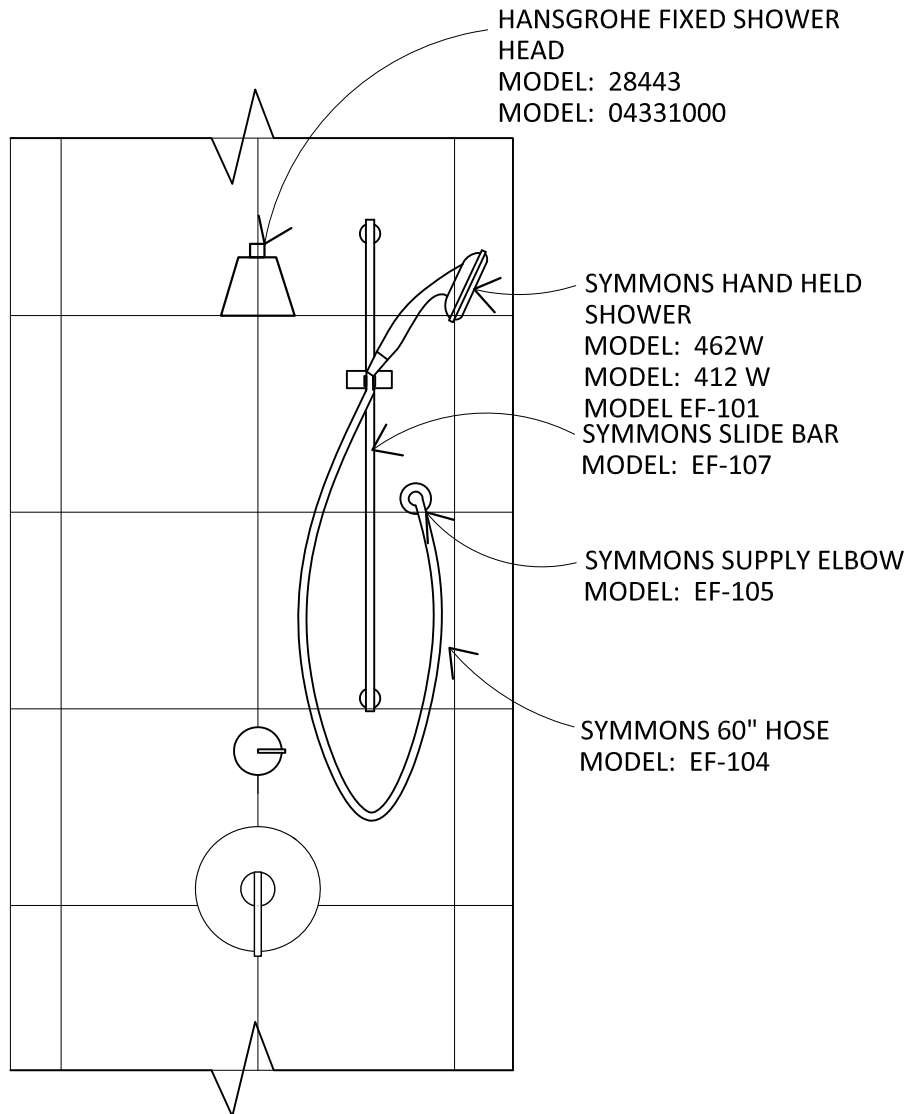 HANSGROHE FIXED SHOWER
HEAD
MODEL: 28443
MODEL: 04331000
SYMMONS HAND HELD
SHOWER
MODEL: 462W
MODEL: 412 W
MODEL EF-101
SYMMONS SLIDE BAR
MODEL: EF-107
SYMMONS SUPPLY ELBOW
MODEL: EF-105
SYMMONS 60" HOSE
MODEL: EF-104